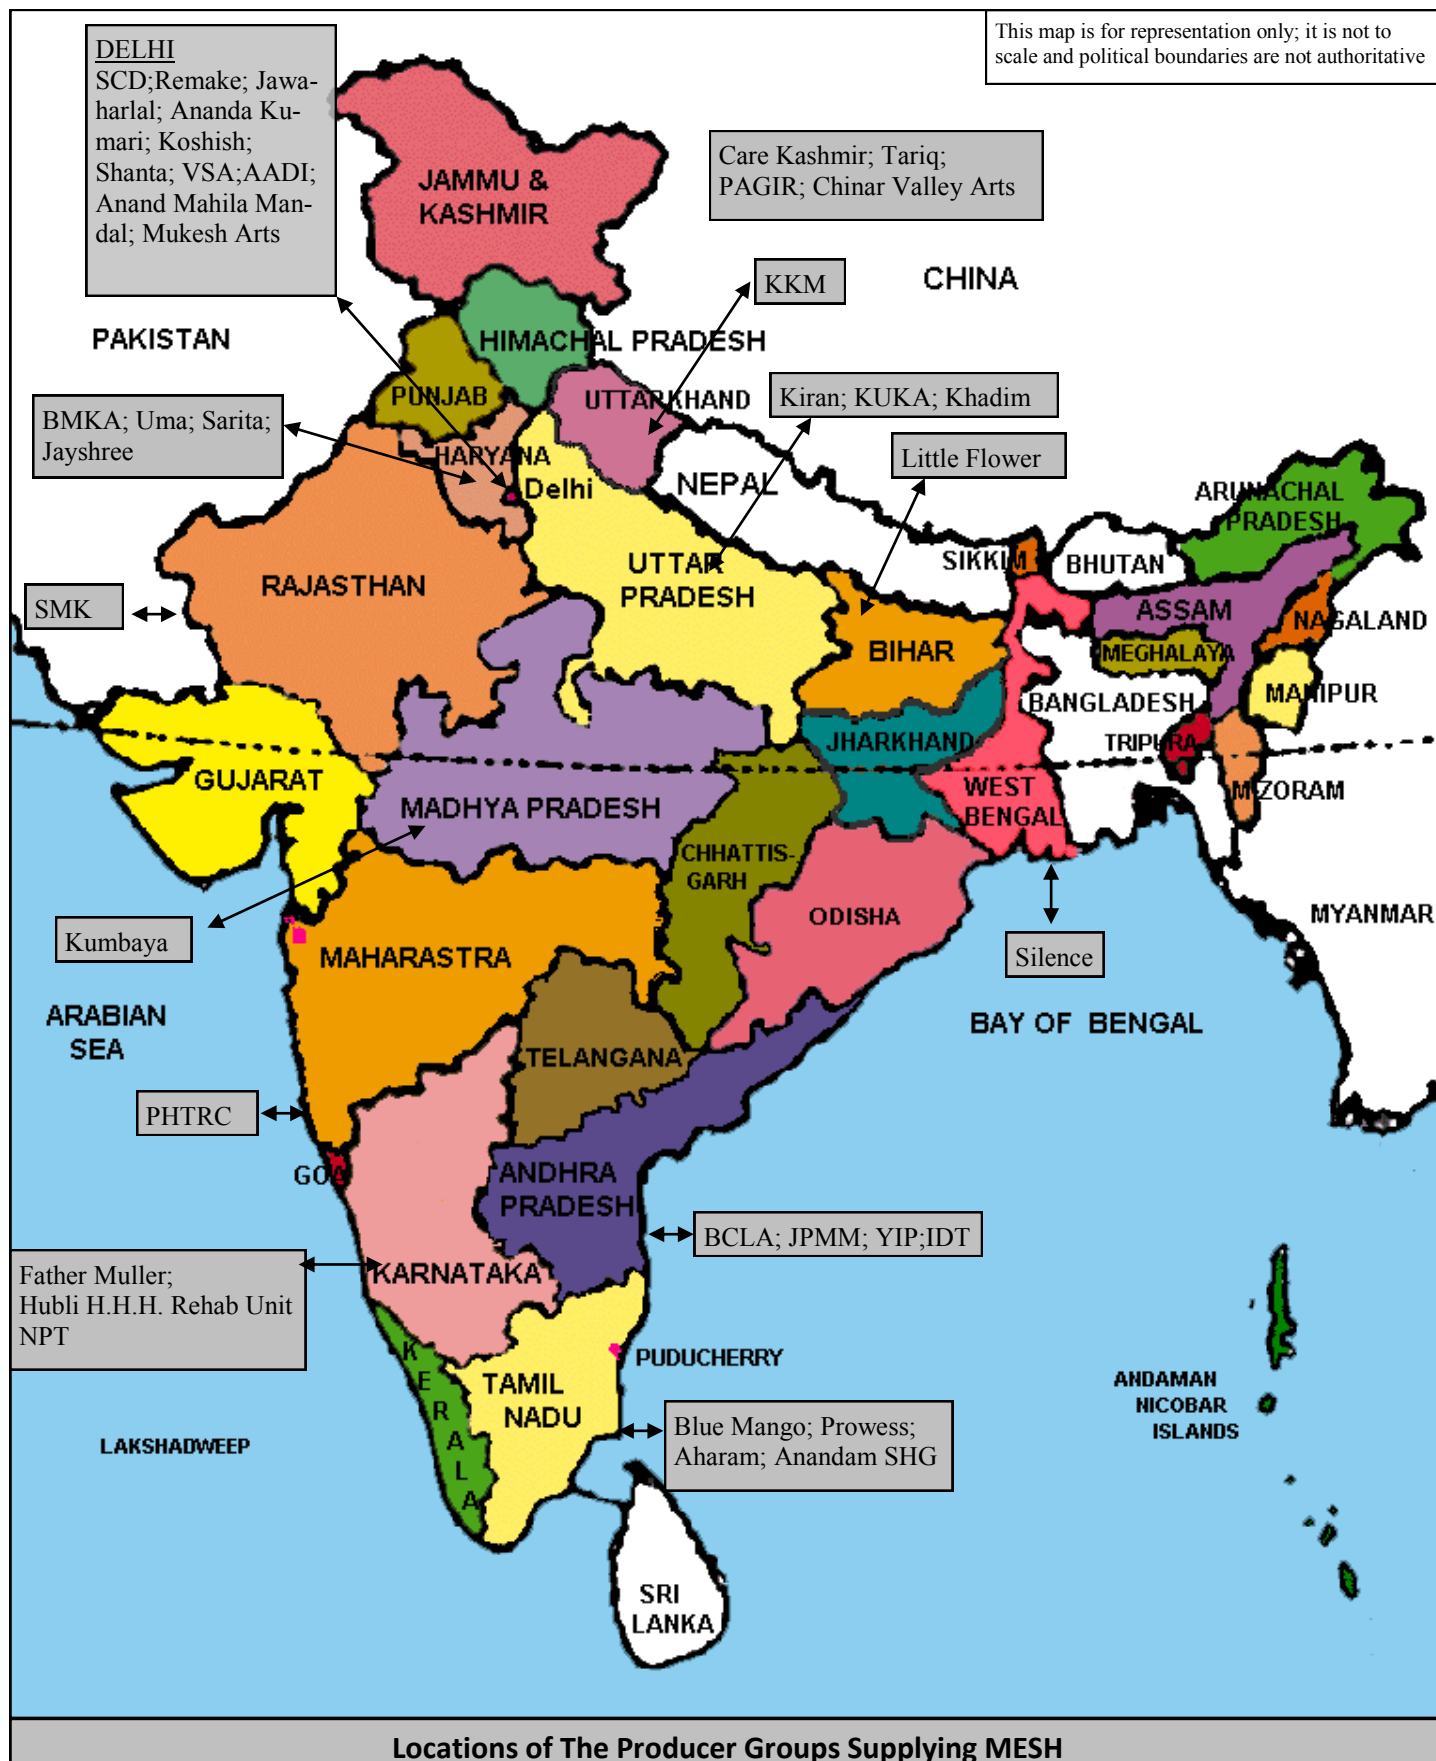 This map is for representation only; it is not to
scale and political boundaries are not authoritative
DELHI
SCD;Remake; Jawa-
harlal; Ananda Ku-
mari; Koshish;
Shanta; VSA;AADI;
Anand Mahila Man-
dal; Mukesh Arts
Care Kashmir; Tariq;
PAGIR; Chinar Valley Arts
JAMMU &
KASHMIR
KKM
CHINA
PAKISTAN
HIMACHAL PRADESH
PUNJAB
UTTARKHAND
Kiran; KUKA; Khadim
BMKA; Uma; Sarita;
Jayshree
HARYANA
Delhi
NEPAL
Little Flower
ARUNACHAL
PRADESH
SIKKIM
BHUTAN
RAJASTHAN
UTTAR
PRADESH
SMK
ASSAM
NAGALAND
BIHAR
MEGHALAYA
MANIPUR
BANGLADESH
JHARKHAND
TRIPURA
GUJARAT
MADHYA PRADESH
WEST
BENGAL
MIZORAM
CHHATTIS-
GARH
ODISHA
MYANMAR
Kumbaya
MAHARASTRA
Silence
ARABIAN
SEA
BAY OF BENGAL
TELANGANA
PHTRC
GOA
ANDHRA
PRADESH
BCLA; JPMM; YIP;IDT
Father Muller;
Hubli H.H.H. Rehab Unit
NPT
KARNATAKA
KERALA
PUDUCHERRY
TAMIL
NADU
ANDAMAN
NICOBAR
ISLANDS
Blue Mango; Prowess;
Aharam; Anandam SHG
LAKSHADWEEP
SRI
LANKA
Locations of The Producer Groups Supplying MESH